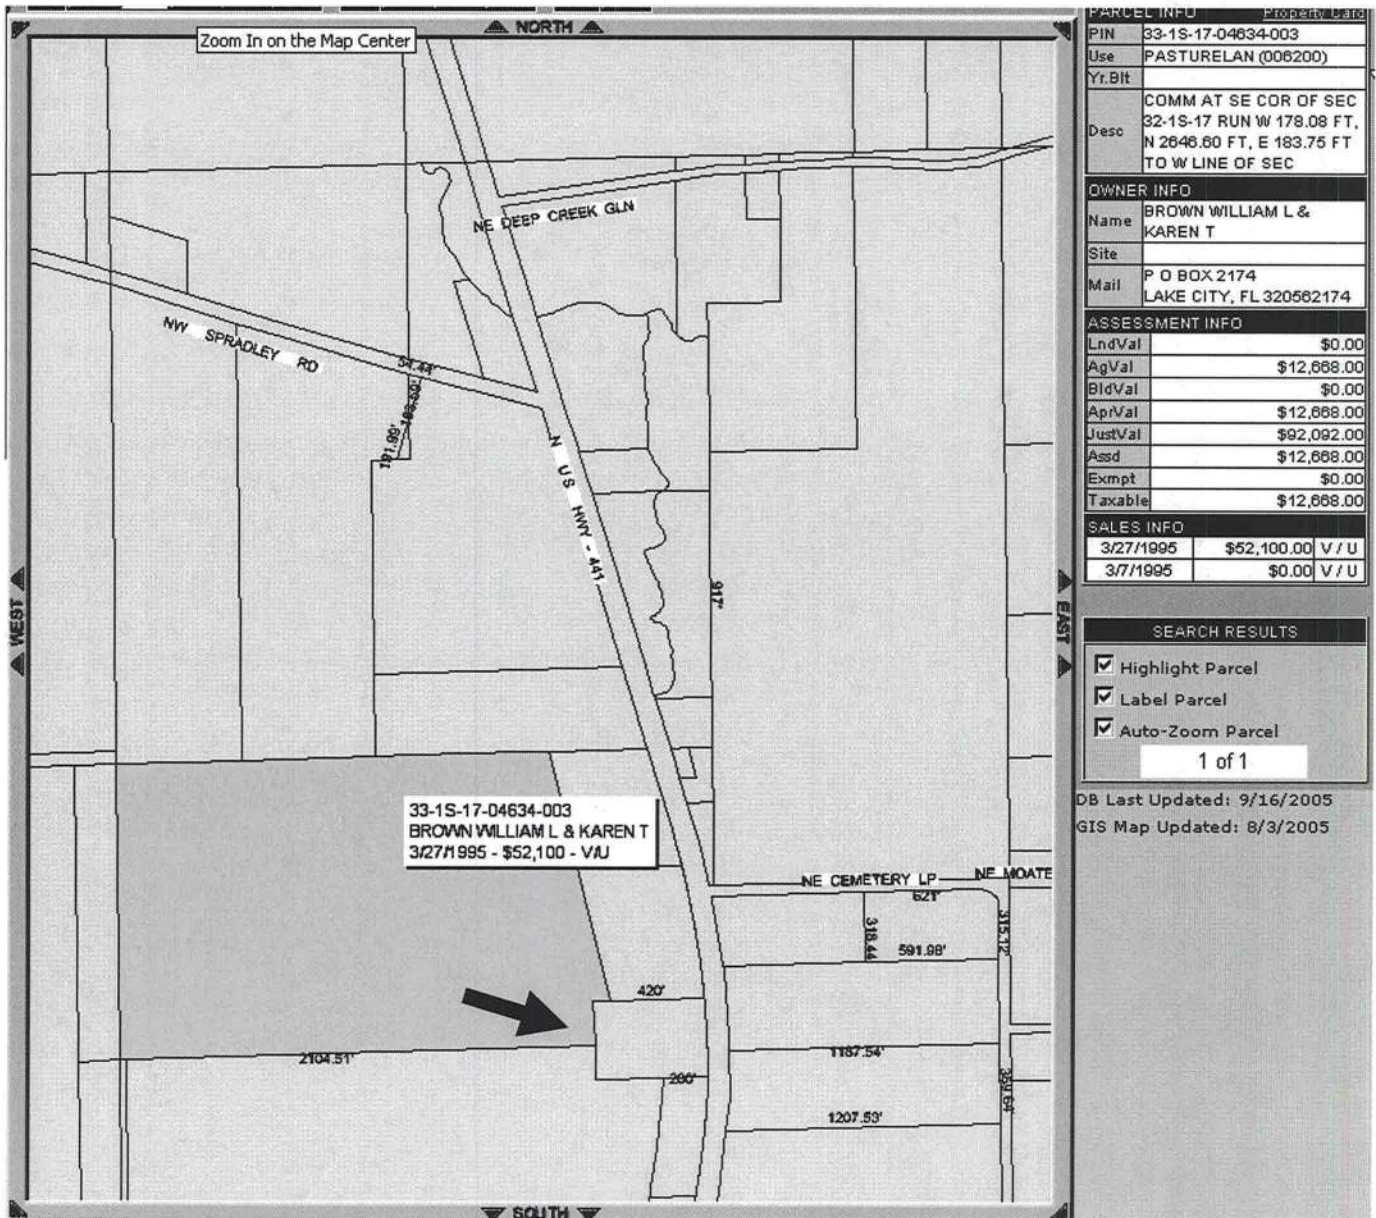 Zoom In on the Map Center
NORTH
NE DEEP CREEK GLN
NW SPRADLEY RD
54.44'
191.99'
N US HWY - 441
917'
WEST
EAST
33-1S-17-04634-003
BROWN WILLIAM L & KAREN T
3/27/1995 - $52,100 - V/U
NE CEMETERY LP
NE MOATE
621'
318.44
315.12'
591.98'
420'
2104.51'
1187.54'
1207.53'
SOUTH
PARCEL INFO Property Card
PIN 33-1S-17-04634-003
Use PASTURELAN (006200)
Yr.Blt
Desc COMM AT SE COR OF SEC
32-1S-17 RUN W 178.08 FT,
N 2646.60 FT, E 183.75 FT
TO W LINE OF SEC
OWNER INFO
Name BROWN WILLIAM L &
KAREN T
Site
Mail P O BOX 2174
LAKE CITY, FL 320562174
ASSESSMENT INFO
LndVal $0.00
AgVal $12,668.00
BldVal $0.00
AprVal $12,668.00
JustVal $92,092.00
Assd $12,668.00
Exmpt $0.00
Taxable $12,668.00
SALES INFO
3/27/1995 $52,100.00 V / U
3/7/1995 $0.00 V / U
SEARCH RESULTS
Highlight Parcel
Label Parcel
Auto-Zoom Parcel
1 of 1
DB Last Updated: 9/16/2005
GIS Map Updated: 8/3/2005